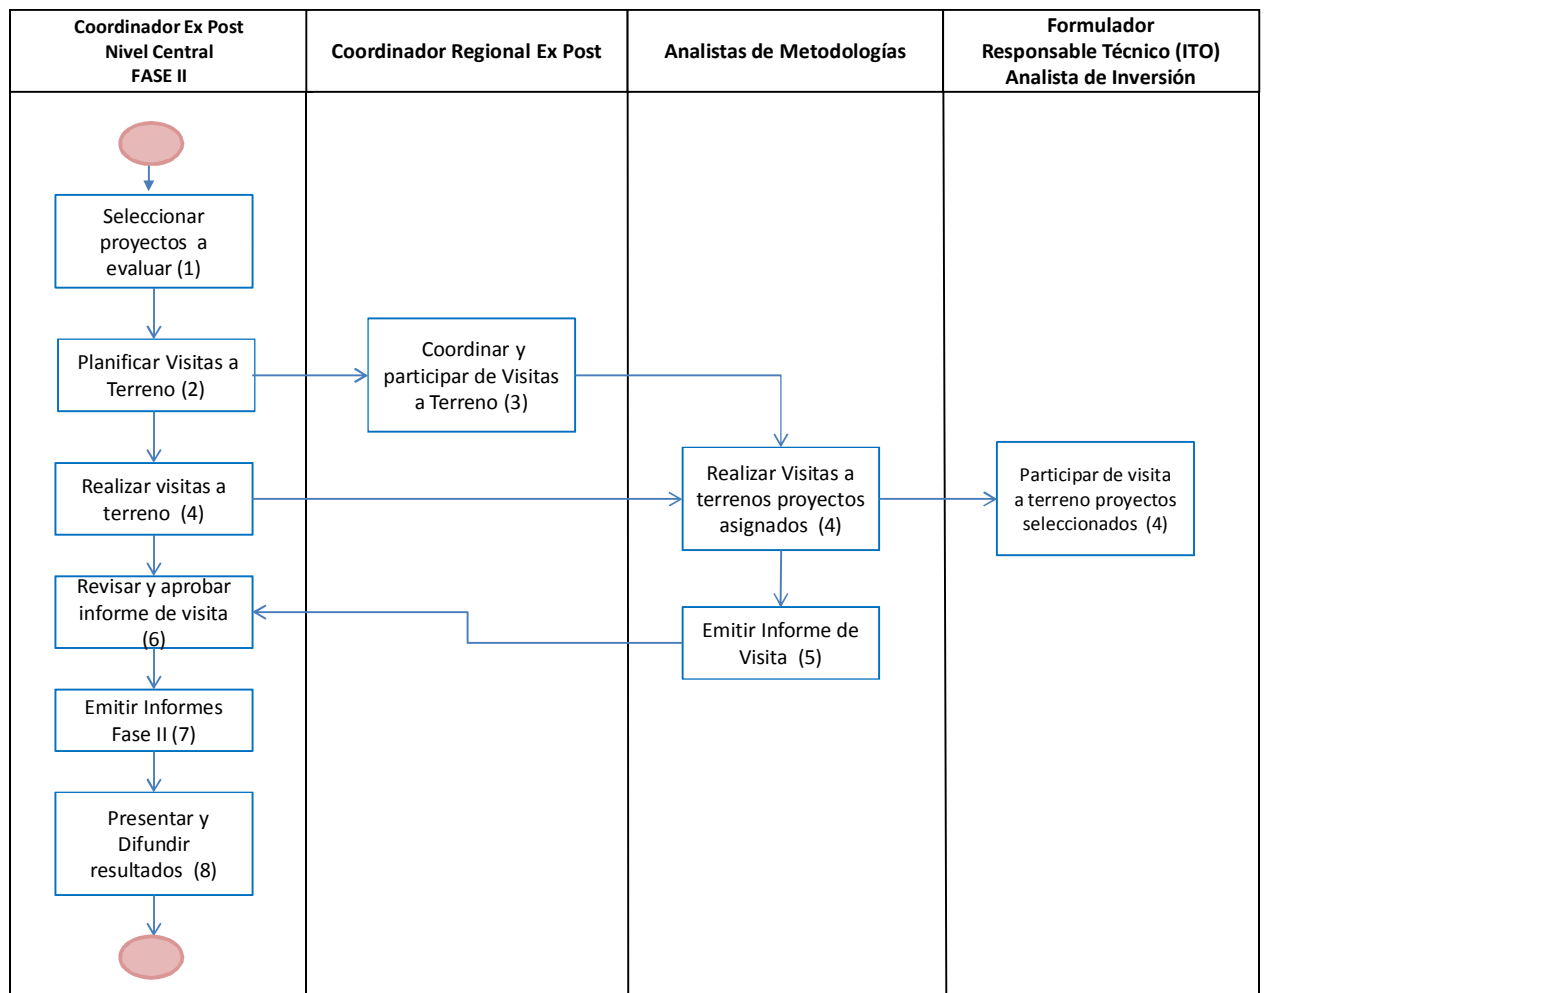 Coordinador Ex Post
Nivel Central
FASE II
Coordinador Regional Ex Post
Analistas de Metodologías
Formulador
Responsable Técnico (ITO)
Analista de Inversión
Seleccionar
proyectos a
evaluar (1)
Planificar Visitas a
Terreno (2)
Coordinar y
participar de Visitas
a Terreno (3)
Realizar visitas a
terreno (4)
Realizar Visitas a
terrenos proyectos
asignados (4)
Participar de visita
a terreno proyectos
seleccionados (4)
Revisar y aprobar
informe de visita
(6)
Emitir Informe de
Visita (5)
Emitir Informes
Fase II (7)
Presentar y
Difundir
resultados (8)